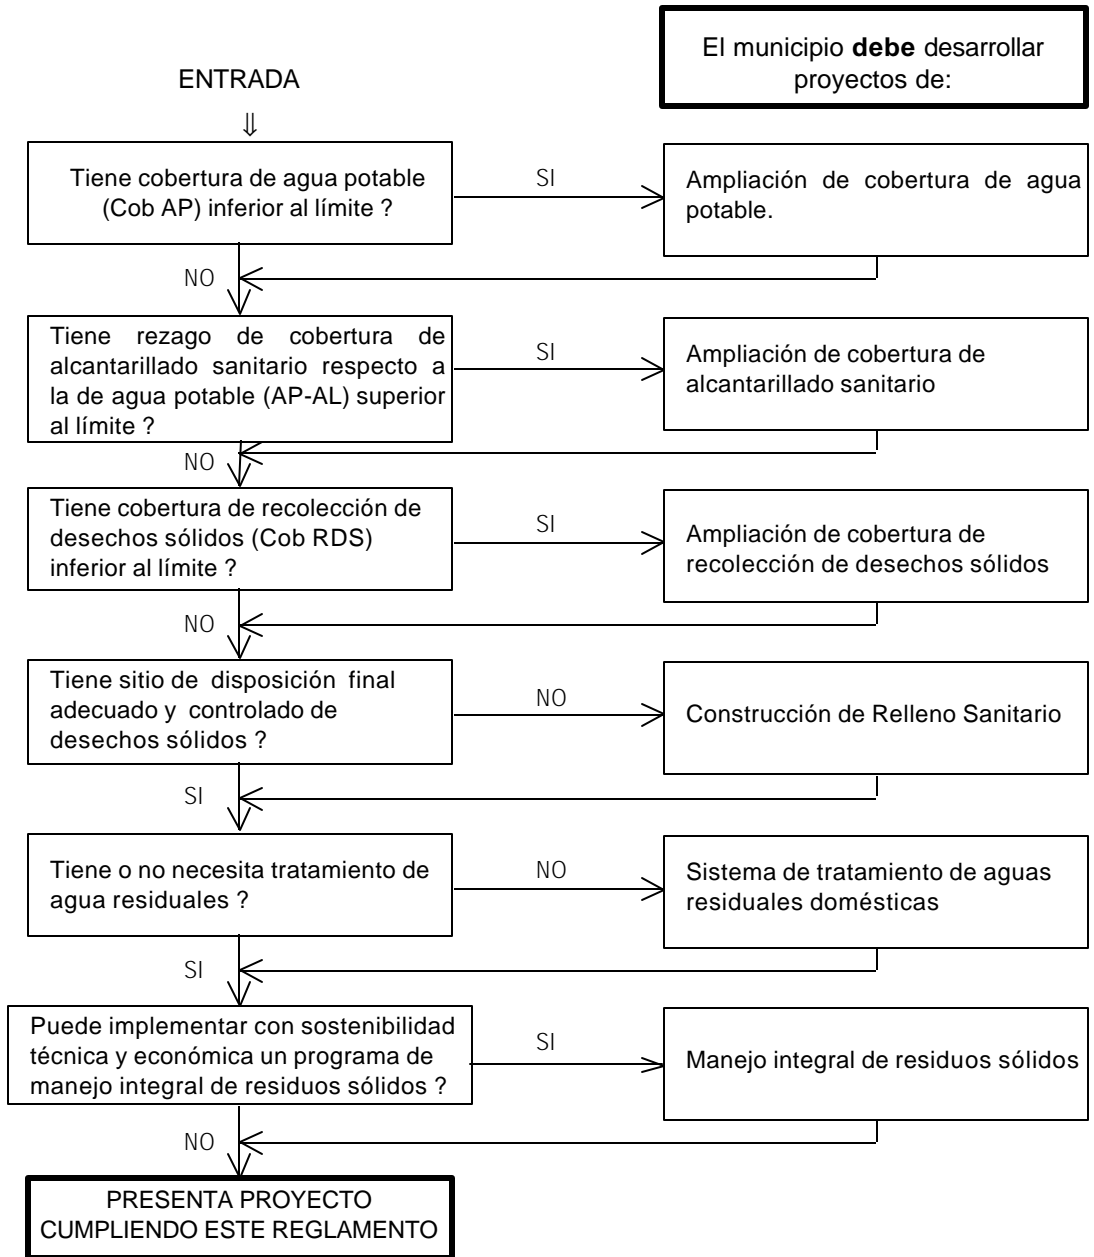 El municipio debe desarrollar
proyectos de:
ENTRADA
⇓
Tiene cobertura de agua potable
(Cob AP) inferior al límite ?
SI
Ampliación de cobertura de agua
potable.
NO
Tiene rezago de cobertura de
alcantarillado sanitario respecto a
la de agua potable (AP-AL) superior
al límite ?
SI
Ampliación de cobertura de
alcantarillado sanitario
NO
Tiene cobertura de recolección de
desechos sólidos (Cob RDS)
inferior al límite ?
SI
Ampliación de cobertura de
recolección de desechos sólidos
NO
Tiene sitio de disposición final
adecuado y controlado de
desechos sólidos ?
NO
Construcción de Relleno Sanitario
SI
Tiene o no necesita tratamiento de
agua residuales ?
NO
Sistema de tratamiento de aguas
residuales domésticas
SI
Puede implementar con sostenibilidad
técnica y económica un programa de
manejo integral de residuos sólidos ?
SI
Manejo integral de residuos sólidos
NO
PRESENTA PROYECTO
CUMPLIENDO ESTE REGLAMENTO